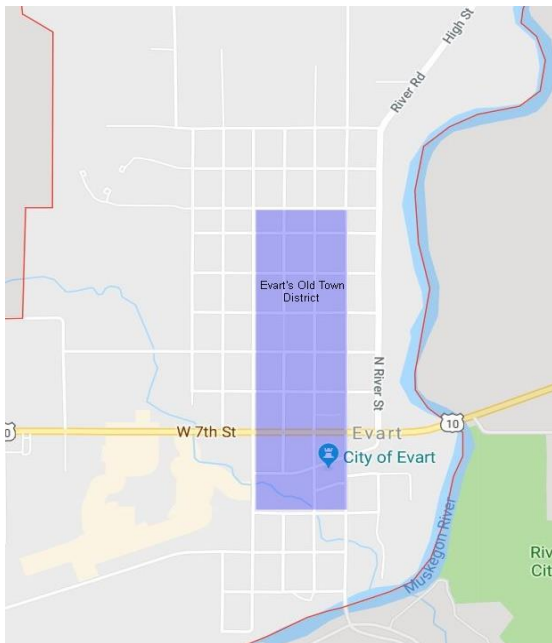 High St
River Rd
Evart's Old Town
District
N River St
W 7th St
Evart
10
0
City of Evart
Muskegon River
Riv
Cit